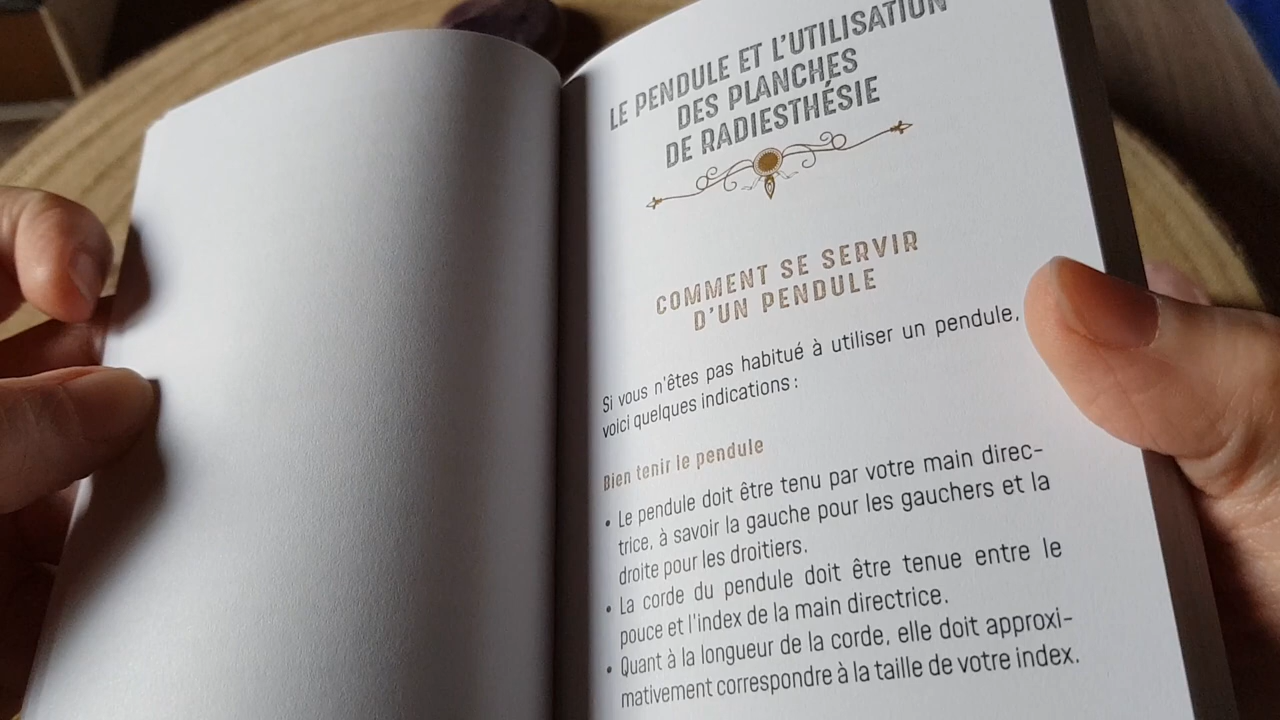 LE PENDULE ET L'UTILISATION
DES PLANCHES
DE RADIESTHÉSIE
COMMENT SE SERVIR
D'UN PENDULE
Si vous n'êtes pas habitué à utiliser un pendule,
voici quelques indications :
Bien tenir le pendule
• Le pendule doit être tenu par votre main direc-
trice, à savoir la gauche pour les gauchers et la
droite pour les droitiers.
• La corde du pendule doit être tenue entre le
pouce et l'index de la main directrice.
• Quant à la longueur de la corde, elle doit approxi-
mativement correspondre à la taille de votre index.